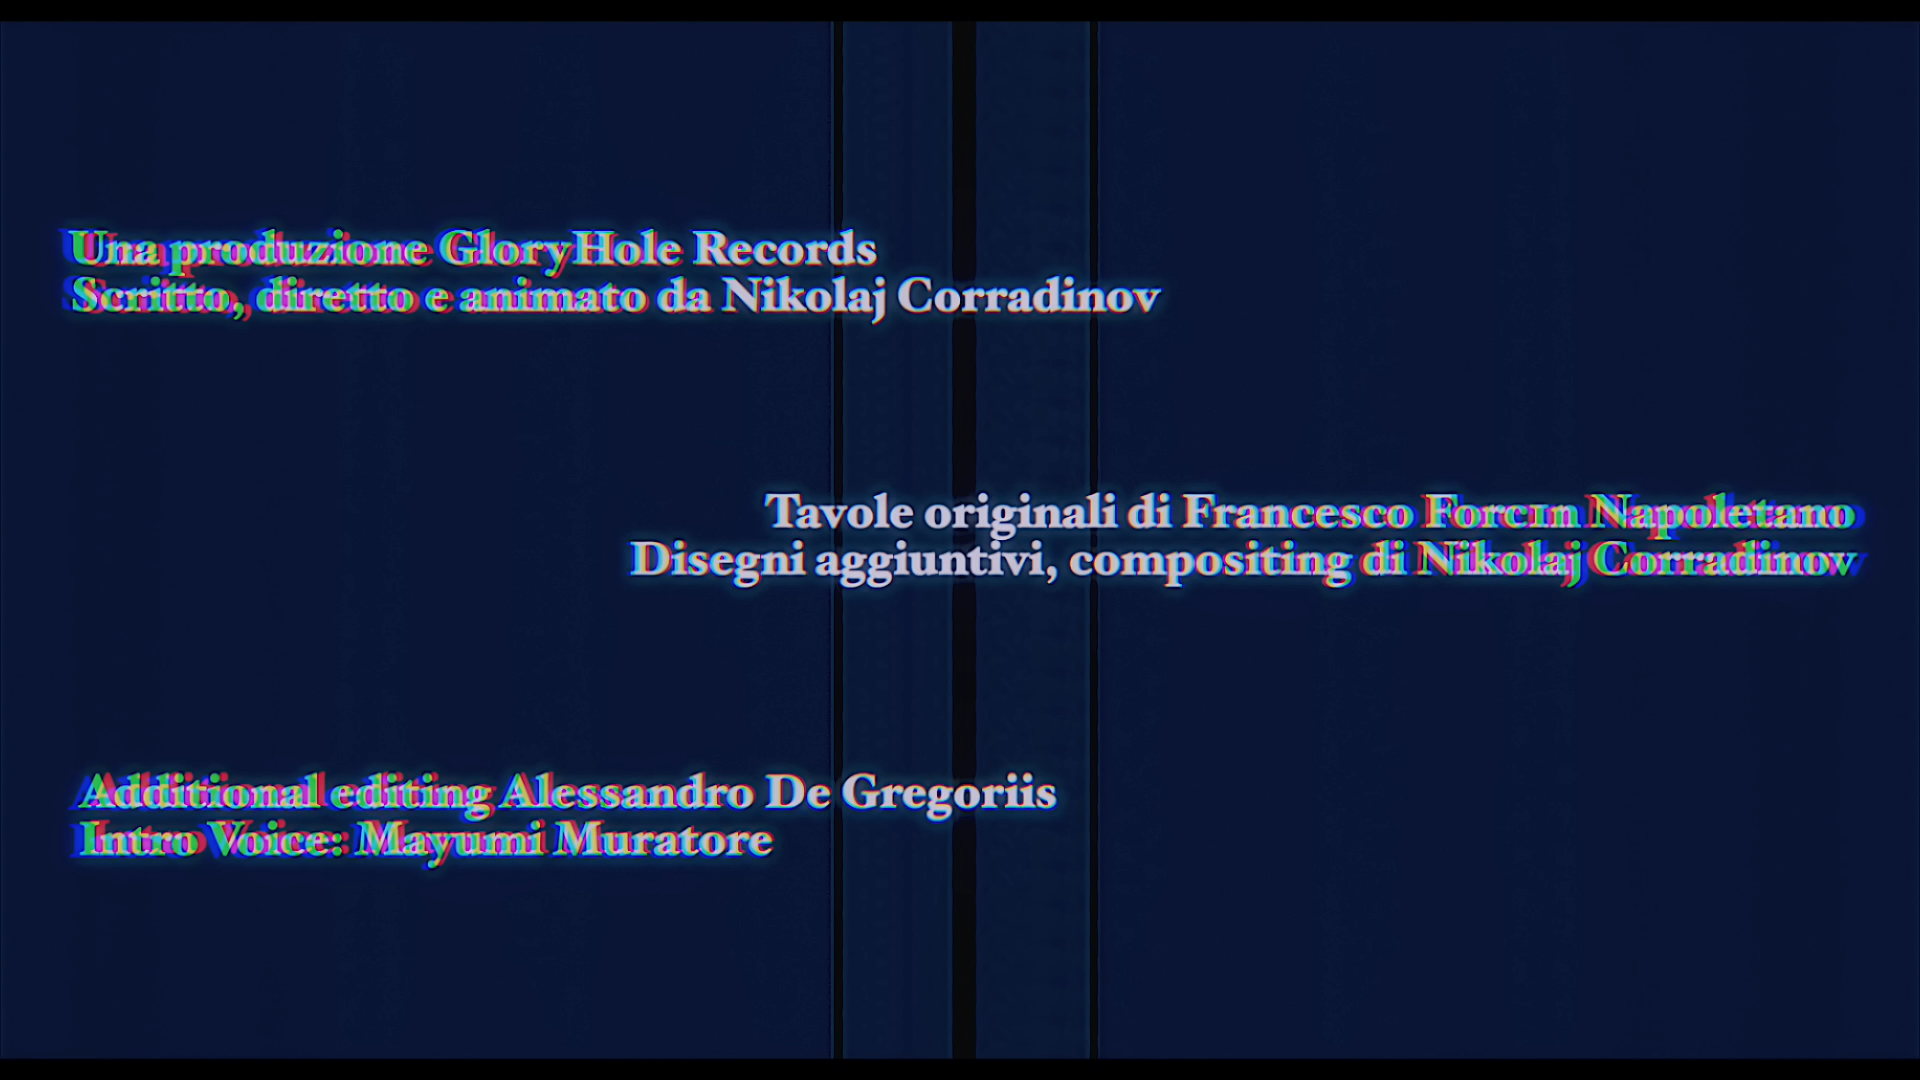 Una produzione GloryHole Records
Scritto, diretto e animato da Nikolaj Corradinov
Tavole originali di Francesco Forcın Napoletano
Disegni aggiuntivi, compositing di Nikolaj Corradinov
Additional editing Alessandro De Gregoriis
Intro Voice: Mayumi Muratore